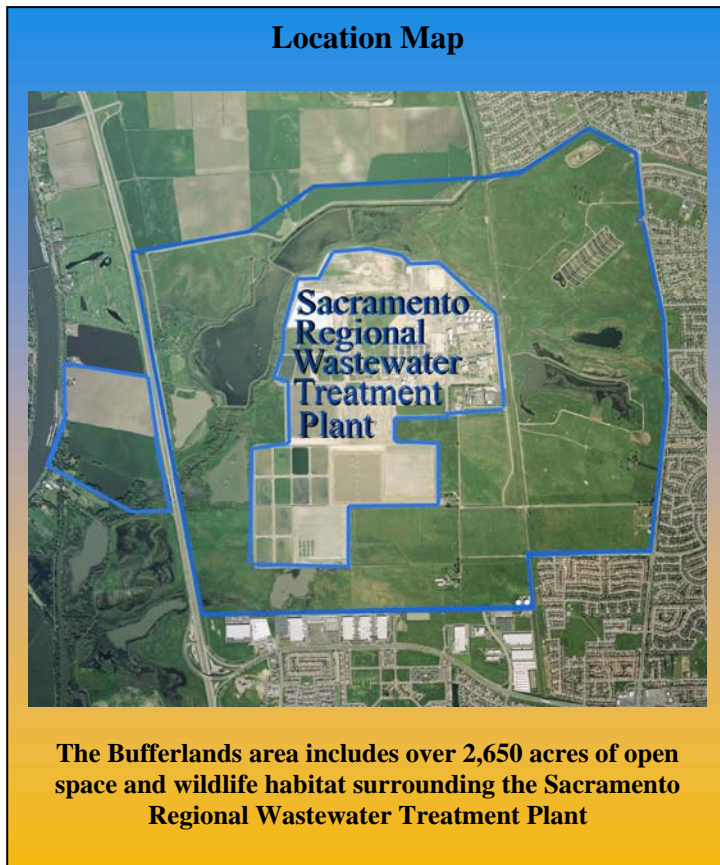 Location Map
Sacramento
Regional
Wastewater
Treatment
Plant
The Bufferlands area includes over 2,650 acres of open
space and wildlife habitat surrounding the Sacramento
Regional Wastewater Treatment Plant